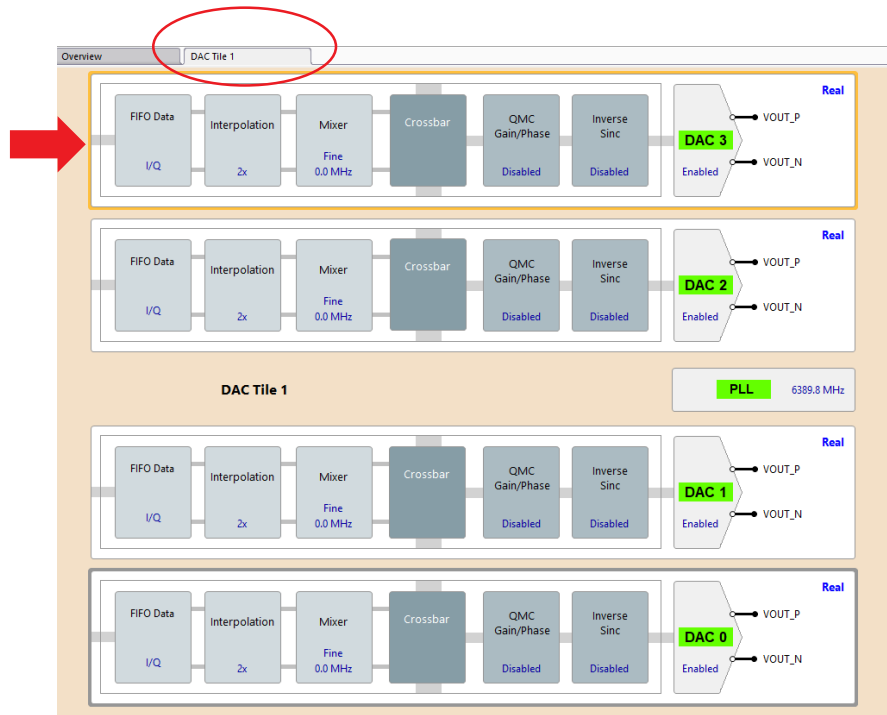 Overview
DAC Tile 1
Real
FIFO Data
I/Q
Interpolation
2x
Mixer
Fine
0.0 MHz
Crossbar
QMC
Gain/Phase
Disabled
Inverse
Sinc
Disabled
DAC 3
Enabled
VOUT_P
VOUT_N
Real
FIFO Data
I/Q
Interpolation
2x
Mixer
Fine
0.0 MHz
Crossbar
QMC
Gain/Phase
Disabled
Inverse
Sinc
Disabled
DAC 2
Enabled
VOUT_P
VOUT_N
DAC Tile 1
PLL
6389.8 MHz
Real
FIFO Data
I/Q
Interpolation
2x
Mixer
Fine
0.0 MHz
Crossbar
QMC
Gain/Phase
Disabled
Inverse
Sinc
Disabled
DAC 1
Enabled
VOUT_P
VOUT_N
Real
FIFO Data
I/Q
Interpolation
2x
Mixer
Fine
0.0 MHz
Crossbar
QMC
Gain/Phase
Disabled
Inverse
Sinc
Disabled
DAC 0
Enabled
VOUT_P
VOUT_N